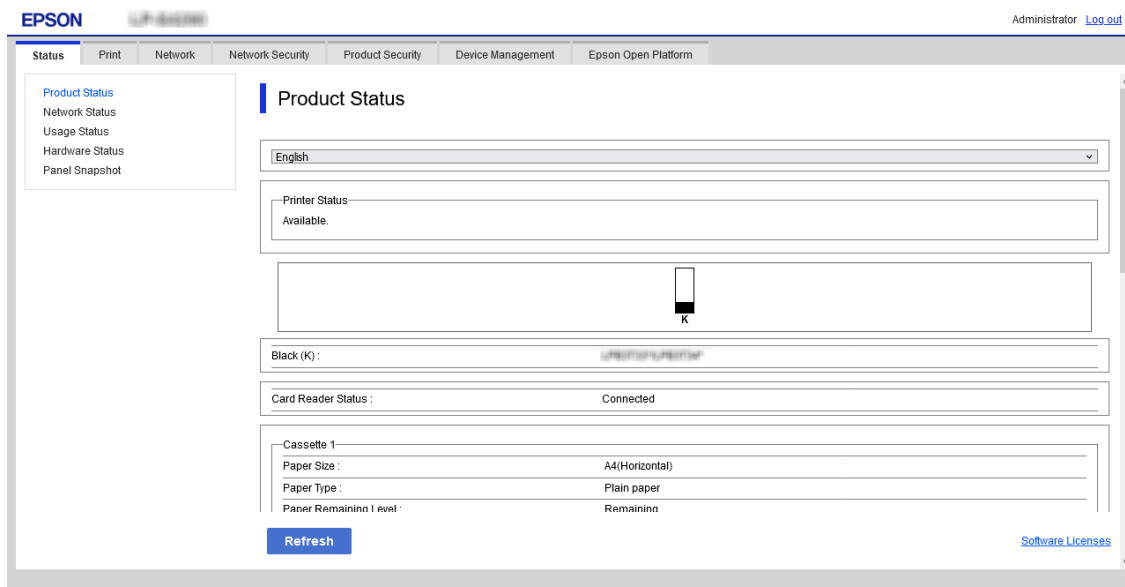 EPSON
Administrator Log out
Status Print Network Network Security Product Security Device Management Epson Open Platform
Product Status
Network Status
Usage Status
Hardware Status
Panel Snapshot
Product Status
English
Printer Status
Available.
K
Black (K) :
Card Reader Status : Connected
Cassette 1
Paper Size : A4(Horizontal)
Paper Type : Plain paper
Paper Remaining Level : Remaining
Refresh
Software Licenses